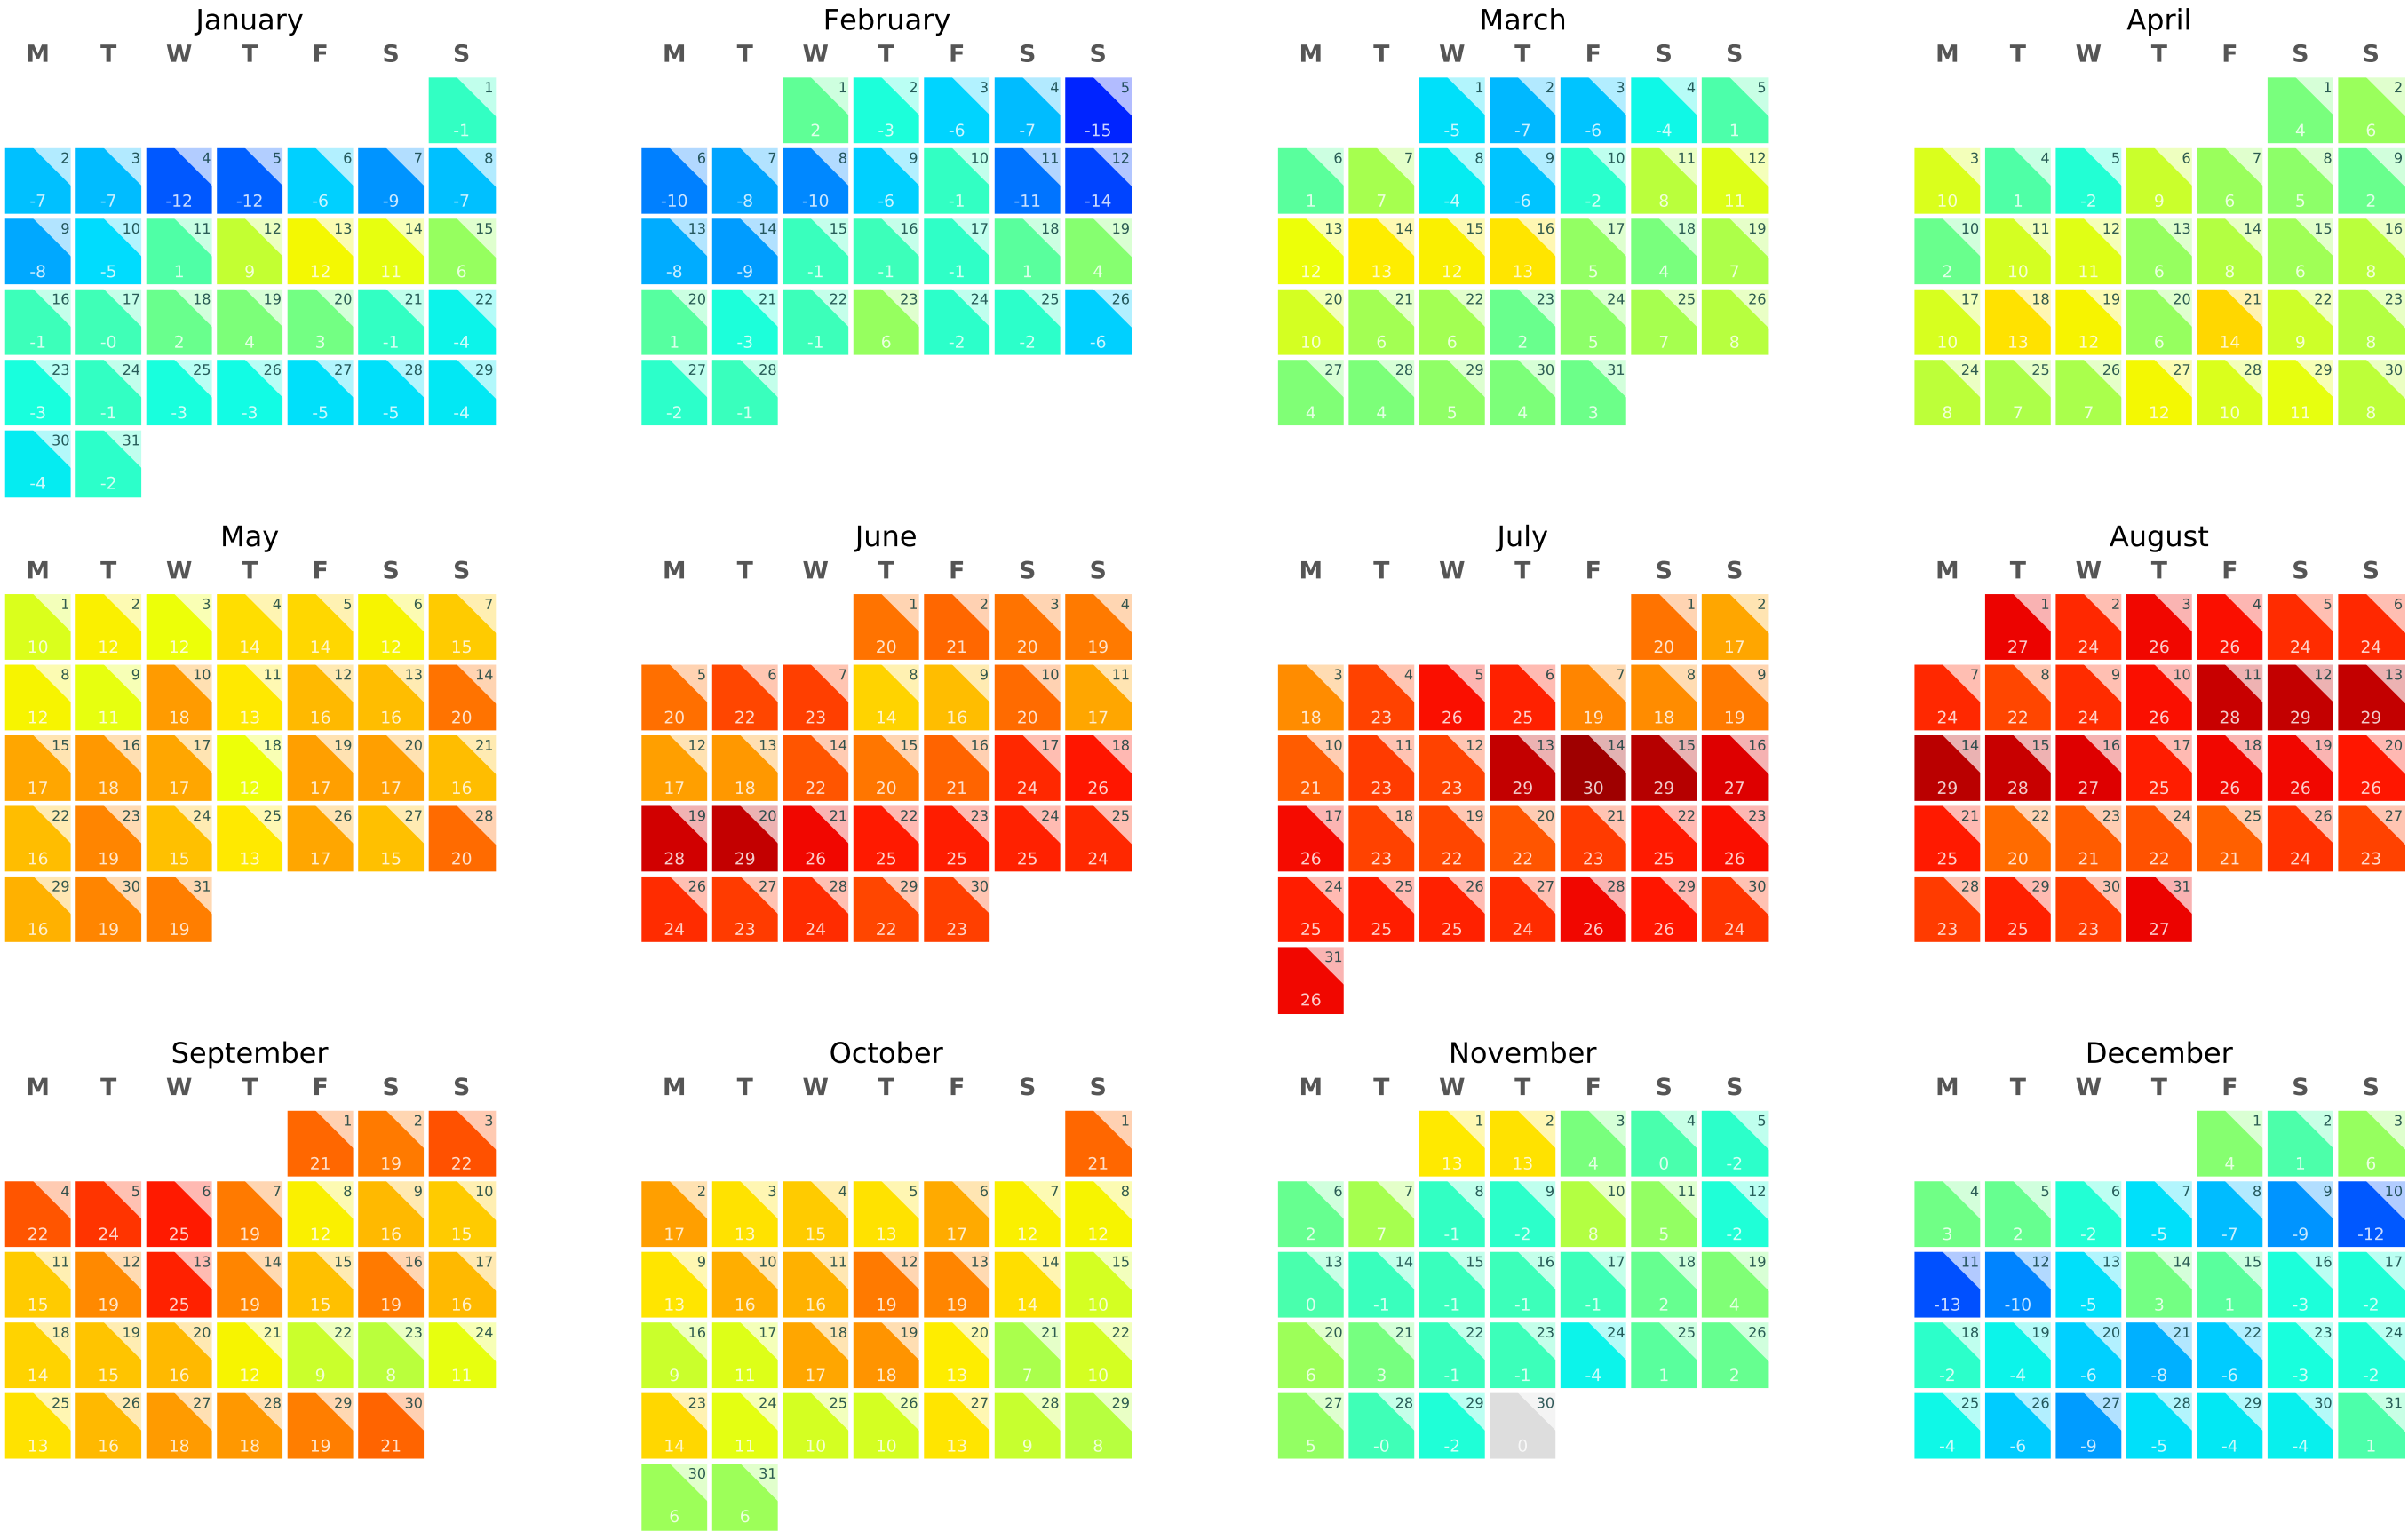 January February March April
M T W T F S S M T W T F S S M T W T F S S M T W T F S S
1 1 2 3 4 5 1 2 3 4 5 1 2
-1 2 -3 -6 -7 -15 -5 -7 -6 -4 1 4 6
2 3 4 5 6 7 8 6 7 8 9 10 11 12 6 7 8 9 10 11 12 3 4 5 6 7 8 9
-7 -7 -12 -12 -6 -9 -7 -10 -8 -10 -6 -1 -11 -14 1 7 -4 -6 -2 8 11 10 1 -2 9 6 5 2
9 10 11 12 13 14 15 13 14 15 16 17 18 19 13 14 15 16 17 18 19 10 11 12 13 14 15 16
-8 -5 1 9 12 11 6 -8 -9 -1 -1 -1 1 4 12 13 12 13 5 4 7 2 10 11 6 8 6 8
16 17 18 19 20 21 22 20 21 22 23 24 25 26 20 21 22 23 24 25 26 17 18 19 20 21 22 23
-1 -0 2 4 3 -1 -4 1 -3 -1 6 -2 -2 -6 10 6 6 2 5 7 8 10 13 12 6 14 9 8
23 24 25 26 27 28 29 27 28 27 28 29 30 31 24 25 26 27 28 29 30
-3 -1 -3 -3 -5 -5 -4 -2 -1 4 4 5 4 3 8 7 7 12 10 11 8
30 31
-4 -2
May June July August
M T W T F S S M T W T F S S M T W T F S S M T W T F S S
1 2 3 4 5 6 7 1 2 3 4 1 2 1 2 3 4 5 6
10 12 12 14 14 12 15 20 21 20 19 20 17 27 24 26 26 24 24
8 9 10 11 12 13 14 5 6 7 8 9 10 11 3 4 5 6 7 8 9 7 8 9 10 11 12 13
12 11 18 13 16 16 20 20 22 23 14 16 20 17 18 23 26 25 19 18 19 24 22 24 26 28 29 29
15 16 17 18 19 20 21 12 13 14 15 16 17 18 10 11 12 13 14 15 16 14 15 16 17 18 19 20
17 18 17 12 17 17 16 17 18 22 20 21 24 26 21 23 23 29 30 29 27 29 28 27 25 26 26 26
22 23 24 25 26 27 28 19 20 21 22 23 24 25 17 18 19 20 21 22 23 21 22 23 24 25 26 27
16 19 15 13 17 15 20 28 29 26 25 25 25 24 26 23 22 22 23 25 26 25 20 21 22 21 24 23
29 30 31 26 27 28 29 30 24 25 26 27 28 29 30 28 29 30 31
16 19 19 24 23 24 22 23 25 25 25 24 26 26 24 23 25 23 27
31
26
September October November December
M T W T F S S M T W T F S S M T W T F S S M T W T F S S
1 2 3 1 1 2 3 4 5 1 2 3
21 19 22 21 13 13 4 0 -2 4 1 6
4 5 6 7 8 9 10 2 3 4 5 6 7 8 6 7 8 9 10 11 12 4 5 6 7 8 9 10
22 24 25 19 12 16 15 17 13 15 13 17 12 12 2 7 -1 -2 8 5 -2 3 2 -2 -5 -7 -9 -12
11 12 13 14 15 16 17 9 10 11 12 13 14 15 13 14 15 16 17 18 19 11 12 13 14 15 16 17
15 19 25 19 15 19 16 13 16 16 19 19 14 10 0 -1 -1 -1 -1 2 4 -13 -10 -5 3 1 -3 -2
18 19 20 21 22 23 24 16 17 18 19 20 21 22 20 21 22 23 24 25 26 18 19 20 21 22 23 24
14 15 16 12 9 8 11 9 11 17 18 13 7 10 6 3 -1 -1 -4 1 2 -2 -4 -6 -8 -6 -3 -2
25 26 27 28 29 30 23 24 25 26 27 28 29 27 28 29 30 25 26 27 28 29 30 31
13 16 18 18 19 21 14 11 10 10 13 9 8 5 -0 -2 0 -4 -6 -9 -5 -4 -4 1
30 31
6 6